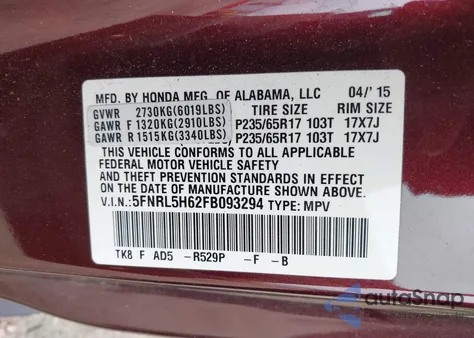 MFD. BY HONDA MFG. OF ALABAMA, LLC 04/'15
GVWR 2730KG(6019LBS) TIRE SIZE RIM SIZE
GAWR F 1320KG(2910LBS) P235/65R17 103T 17X7J
GAWR R 1515KG(3340LBS) P235/65R17 103T 17X7J
THIS VEHICLE CONFORMS TO ALL APPLICABLE
FEDERAL MOTOR VEHICLE SAFETY
AND THEFT PREVENTION STANDARDS IN EFFECT
ON THE DATE OF MANUFACTURE SHOWN ABOVE.
V.I.N.: 5FNRL5H62FB093294 TYPE: MPV
TK8 F AD5 -R529P -F -B
autoSnap